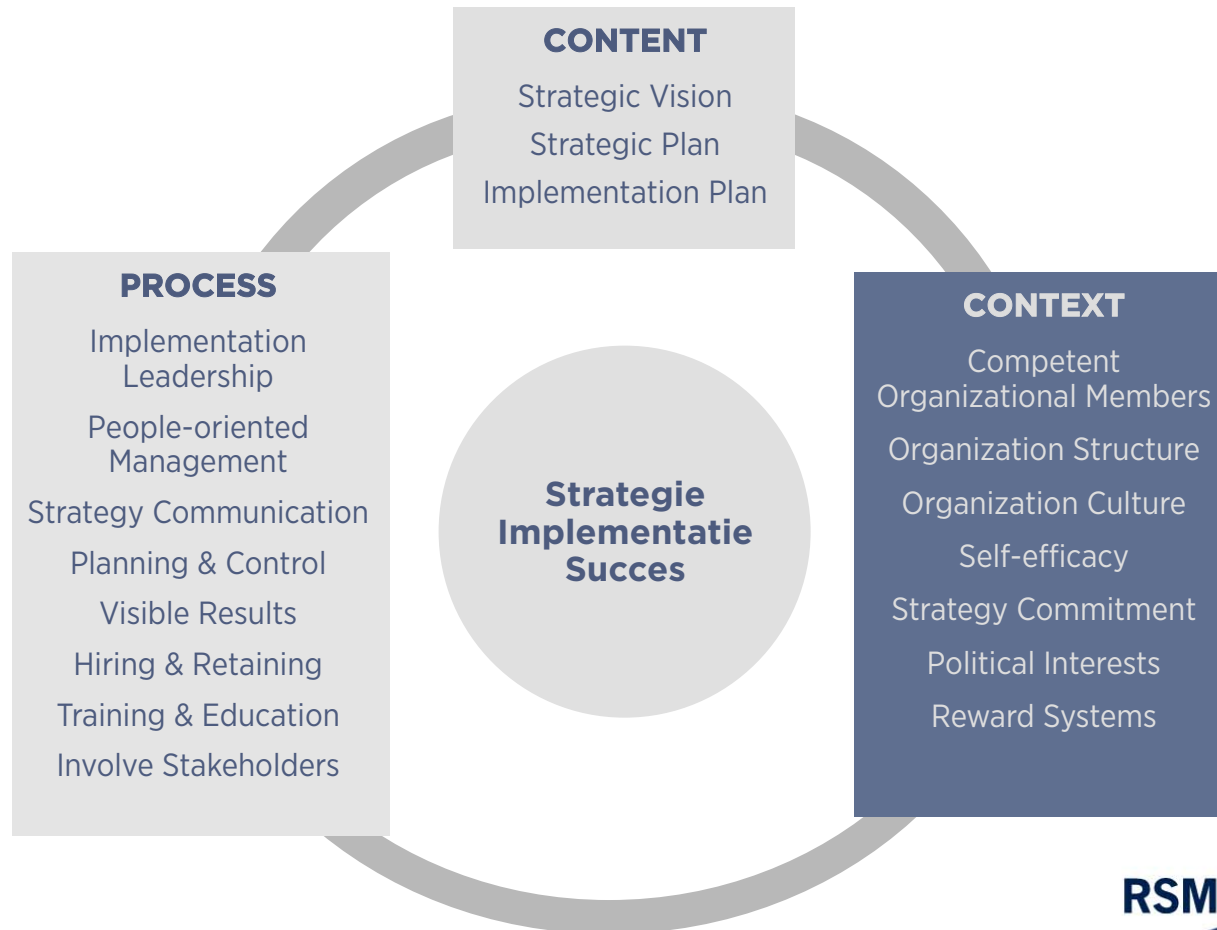 CONTENT
Strategic Vision
Strategic Plan
Implementation Plan
PROCESS
Implementation
Leadership
People-oriented
Management
Strategy Communication
Planning & Control
Visible Results
Hiring & Retaining
Training & Education
Involve Stakeholders
Strategie
Implementatie
Succes
CONTEXT
Competent
Organizational Members
Organization Structure
Organization Culture
Self-efficacy
Strategy Commitment
Political Interests
Reward Systems
RSM